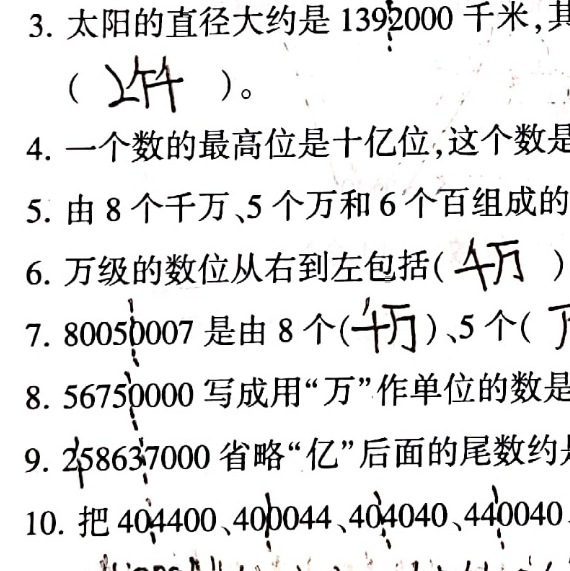 3. 太阳的直径大约是 1392000 千米,其
( 2个千 )。
4. 一个数的最高位是十亿位,这个数是
5. 由 8 个千万、5 个万和 6 个百组成的
6. 万级的数位从右到左包括( 千万 )
7. 80050007 是由 8 个(千万)、5 个(
8. 56750000 写成用“万”作单位的数是
9. 258637000 省略“亿”后面的尾数约是
10. 把 404400、400044、404040、440040